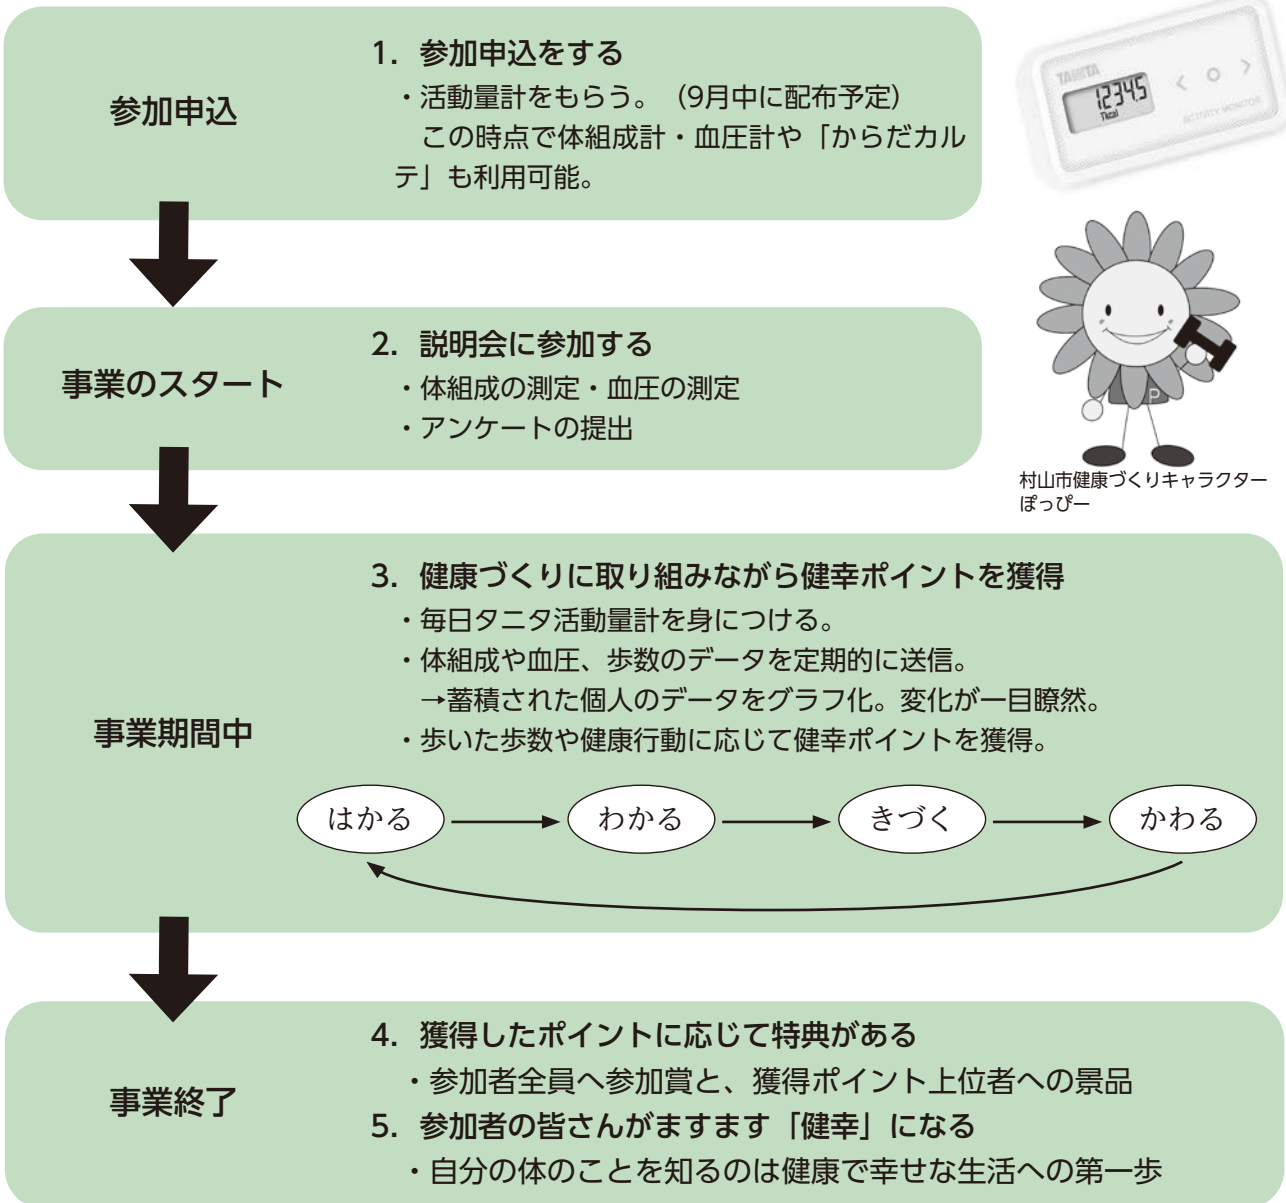 参加申込
1. 参加申込をする
・活動量計をもらう。（9月中に配布予定）
この時点で体組成計・血圧計や「からだカル
テ」も利用可能。
TANITA
12345
1kcal
ACTIVITY MONITOR
事業のスタート
2. 説明会に参加する
・体組成の測定・血圧の測定
・アンケートの提出
P
村山市健康づくりキャラクター
ぽっぴー
事業期間中
3. 健康づくりに取り組みながら健幸ポイントを獲得
・毎日タニタ活動量計を身につける。
・体組成や血圧、歩数のデータを定期的に送信。
→蓄積された個人のデータをグラフ化。変化が一目瞭然。
・歩いた歩数や健康行動に応じて健幸ポイントを獲得。
はかる
わかる
きづく
かわる
事業終了
4. 獲得したポイントに応じて特典がある
・参加者全員へ参加賞と、獲得ポイント上位者への景品
5. 参加者の皆さんがますます「健幸」になる
・自分の体のことを知るのは健康で幸せな生活への第一歩